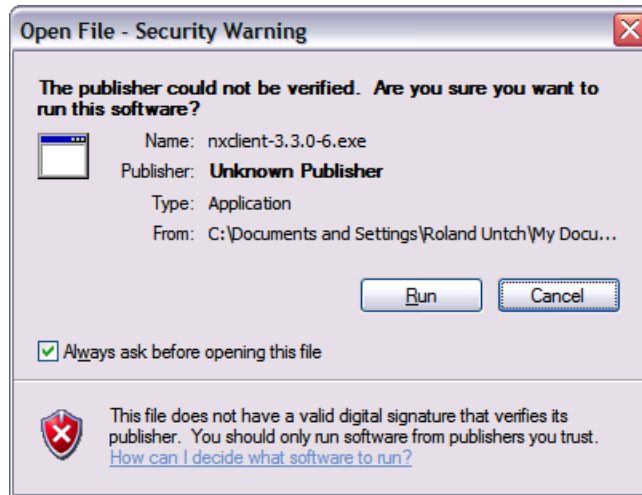 Open File - Security Warning
The publisher could not be verified. Are you sure you want to
run this software?
Name: nxclient-3.3.0-6.exe
Publisher: Unknown Publisher
Type: Application
From: C:\Documents and Settings\Roland Untch\My Docu...
Run Cancel
Always ask before opening this file
This file does not have a valid digital signature that verifies its
publisher. You should only run software from publishers you trust.
How can I decide what software to run?